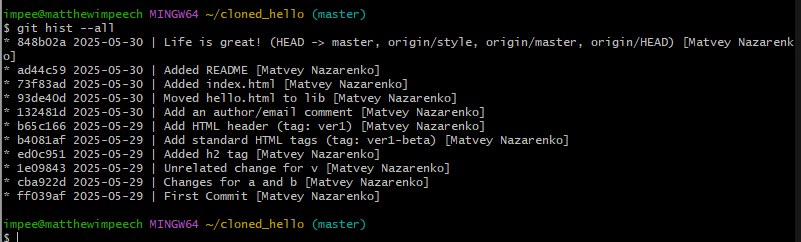 impee@matthewimpeech MINGW64 ~/cloned_hello (master)
$ git hist --all
* 848b02a 2025-05-30 | Life is great! (HEAD -> master, origin/style, origin/master, origin/HEAD) [Matvey Nazarenk
o]
* ad44c59 2025-05-30 | Added README [Matvey Nazarenko]
* 73f83ad 2025-05-30 | Added index.html [Matvey Nazarenko]
* 93de40d 2025-05-30 | Moved hello.html to lib [Matvey Nazarenko]
* 132481d 2025-05-30 | Add an author/email comment [Matvey Nazarenko]
* b65c166 2025-05-29 | Add HTML header (tag: ver1) [Matvey Nazarenko]
* b4081af 2025-05-29 | Add standard HTML tags (tag: ver1-beta) [Matvey Nazarenko]
* ed0c951 2025-05-29 | Added h2 tag [Matvey Nazarenko]
* 1e09843 2025-05-29 | Unrelated change for v [Matvey Nazarenko]
* cba922d 2025-05-29 | Changes for a and b [Matvey Nazarenko]
* ff039af 2025-05-29 | First Commit [Matvey Nazarenko]
impee@matthewimpeech MINGW64 ~/cloned_hello (master)
$